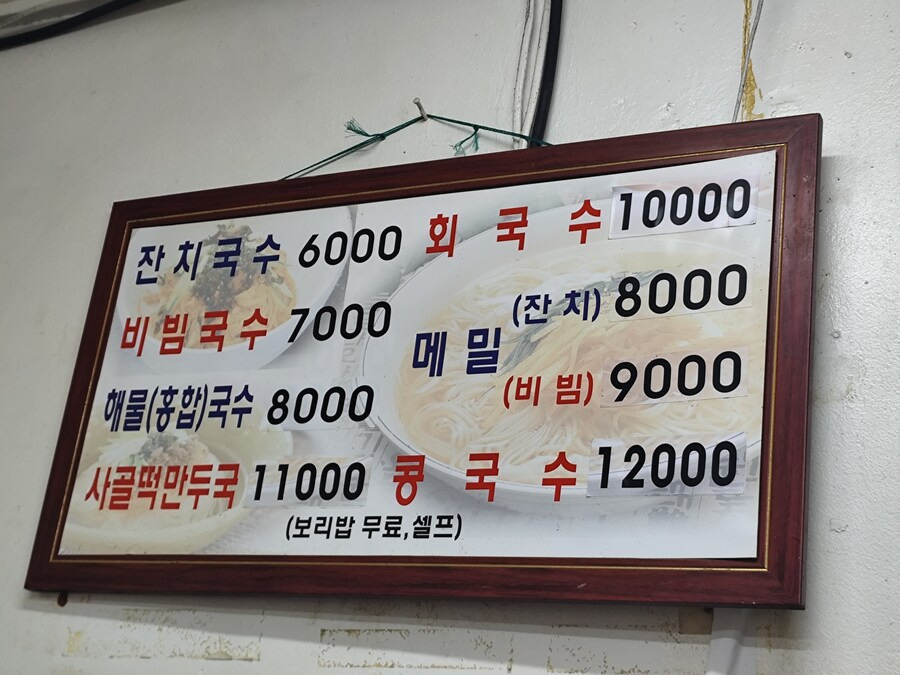 잔치국수 6000
비빔국수 7000
해물(홍합)국수 8000
사골떡만두국 11000
(보리밥 무료,셀프)
회국수 10000
메밀 (잔치) 8000
(비빔) 9000
콩국수 12000